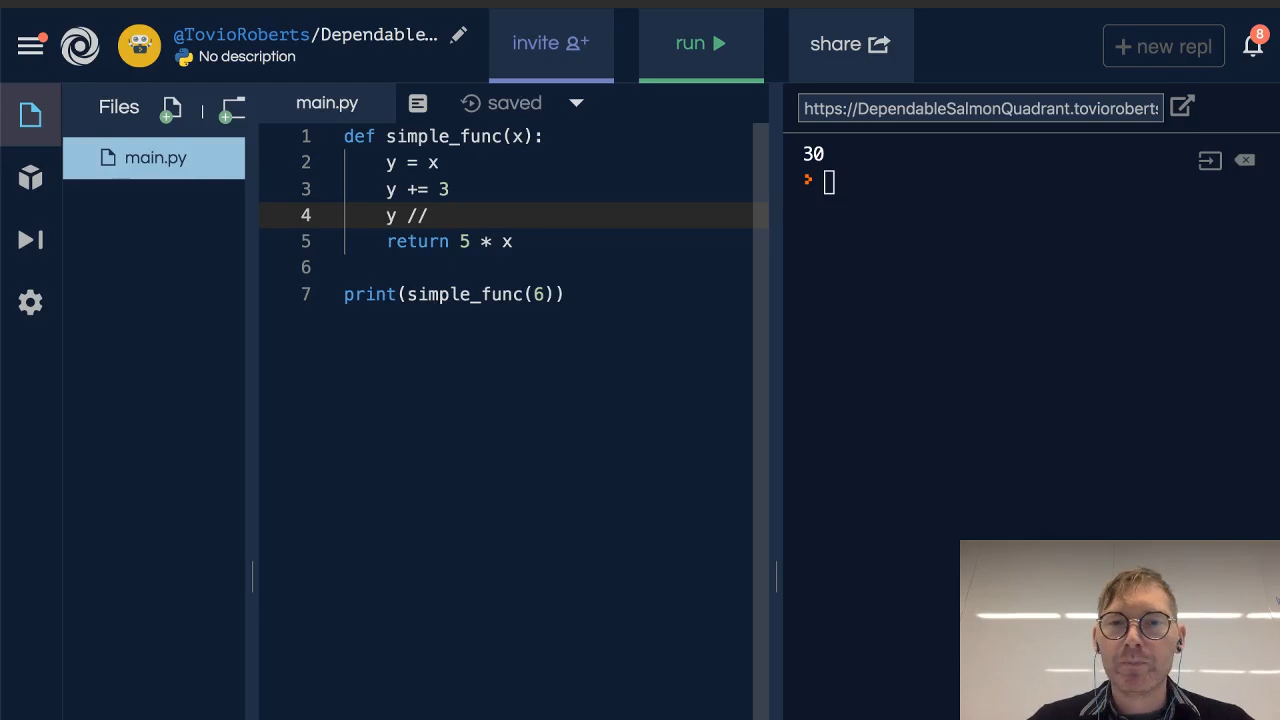 @TovioRoberts/Dependable...
No description
invite
run
share
+ new repl
8
Files
main.py
saved
https://DependableSalmonQuadrant.tovioroberts
main.py
1 def simple_func(x):
2 y = x
3 y += 3
4 y //
5 return 5 * x
6
7 print(simple_func(6))
30